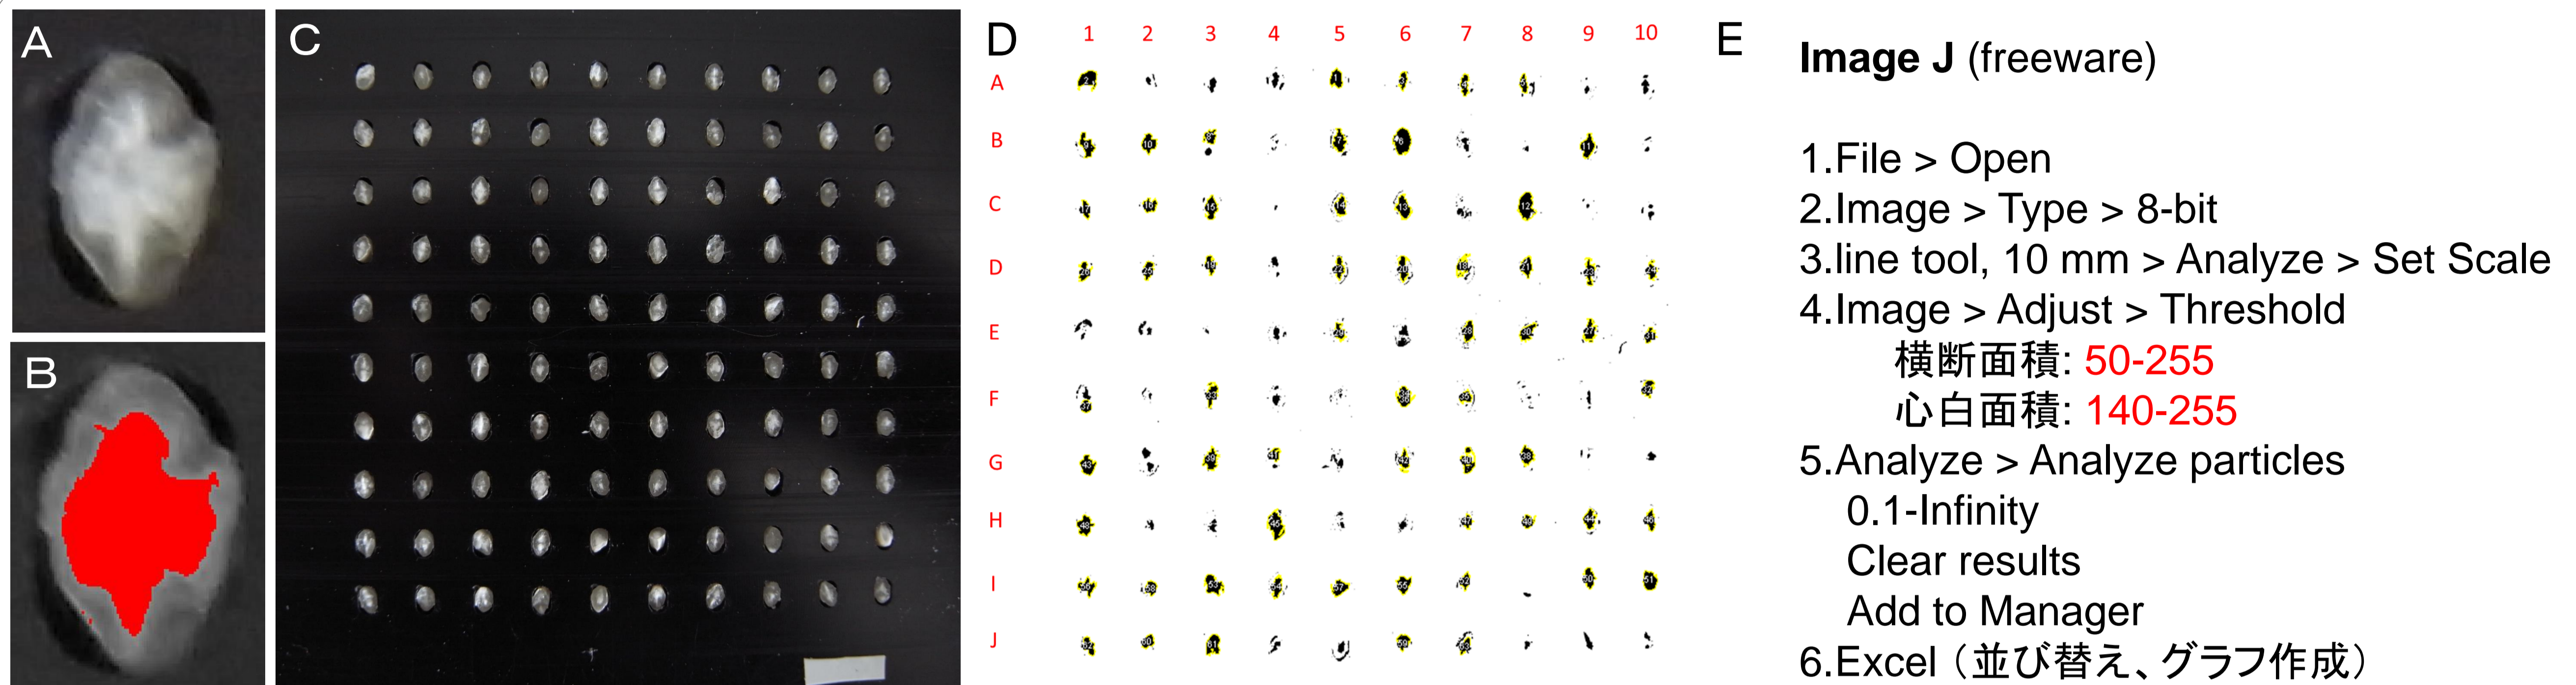 A
B
C
D
1 2 3 4 5 6 7 8 9 10
A
B
C
D
E
F
G
H
I
J
E
Image J (freeware)
1.File > Open
2.Image > Type > 8-bit
3.line tool, 10 mm > Analyze > Set Scale
4.Image > Adjust > Threshold
横断面積: 50-255
心白面積: 140-255
5.Analyze > Analyze particles
0.1-Infinity
Clear results
Add to Manager
6.Excel（並び替え、グラフ作成）